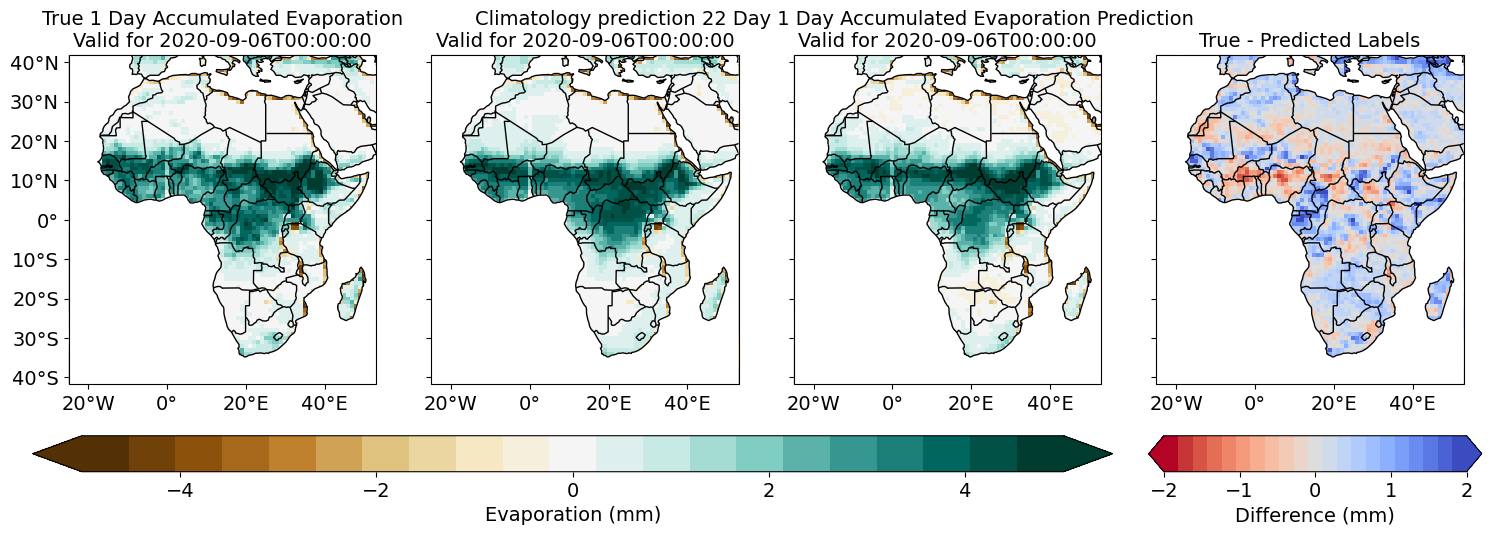 True 1 Day Accumulated Evaporation
Valid for 2020-09-06T00:00:00
Climatology prediction 22 Day 1 Day Accumulated Evaporation Prediction
Valid for 2020-09-06T00:00:00
Valid for 2020-09-06T00:00:00
True - Predicted Labels
40°N
30°N
20°N
10°N
0°
10°S
20°S
30°S
40°S
20°W 0° 20°E 40°E
20°W 0° 20°E 40°E
20°W 0° 20°E 40°E
20°W 0° 20°E 40°E
−4 −2 0 2 4
Evaporation (mm)
−2 −1 0 1 2
Difference (mm)